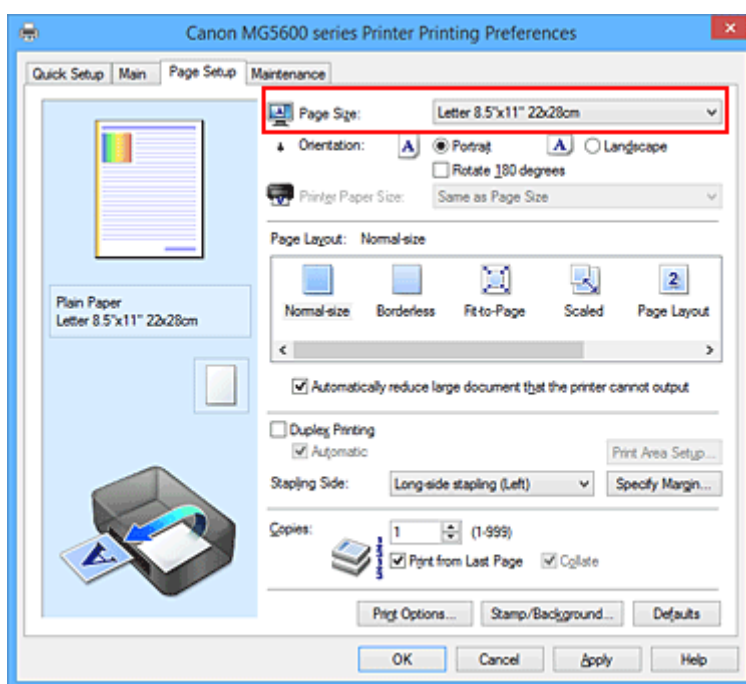 Canon MG5600 series Printer Printing Preferences
Quick Setup Main Page Setup Maintenance
Page Size: Letter 8.5"x11" 22x28cm
Orientation: A Portrait A Landscape
Rotate 180 degrees
Printer Paper Size: Same as Page Size
Page Layout: Normal-size
2
Normal-size Borderless Fit-to-Page Scaled Page Layout
Plain Paper
Letter 8.5"x11" 22x28cm
Automatically reduce large document that the printer cannot output
Duplex Printing
Automatic
Print Area Setup...
Stapling Side: Long-side stapling (Left) Specify Margin...
Copies: 1 (1-999)
Print from Last Page Collate
Print Options... Stamp/Background... Defaults
OK Cancel Apply Help